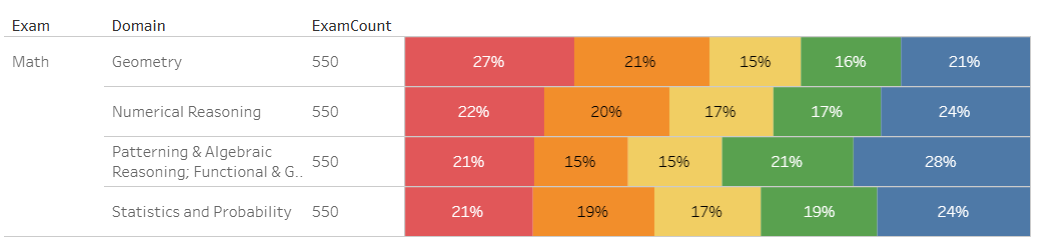 Exam Domain ExamCount
Math Geometry 550 27% 21% 15% 16% 21%
Numerical Reasoning 550 22% 20% 17% 17% 24%
Patterning & Algebraic
Reasoning; Functional & G.. 550 21% 15% 15% 21% 28%
Statistics and Probability 550 21% 19% 17% 19% 24%